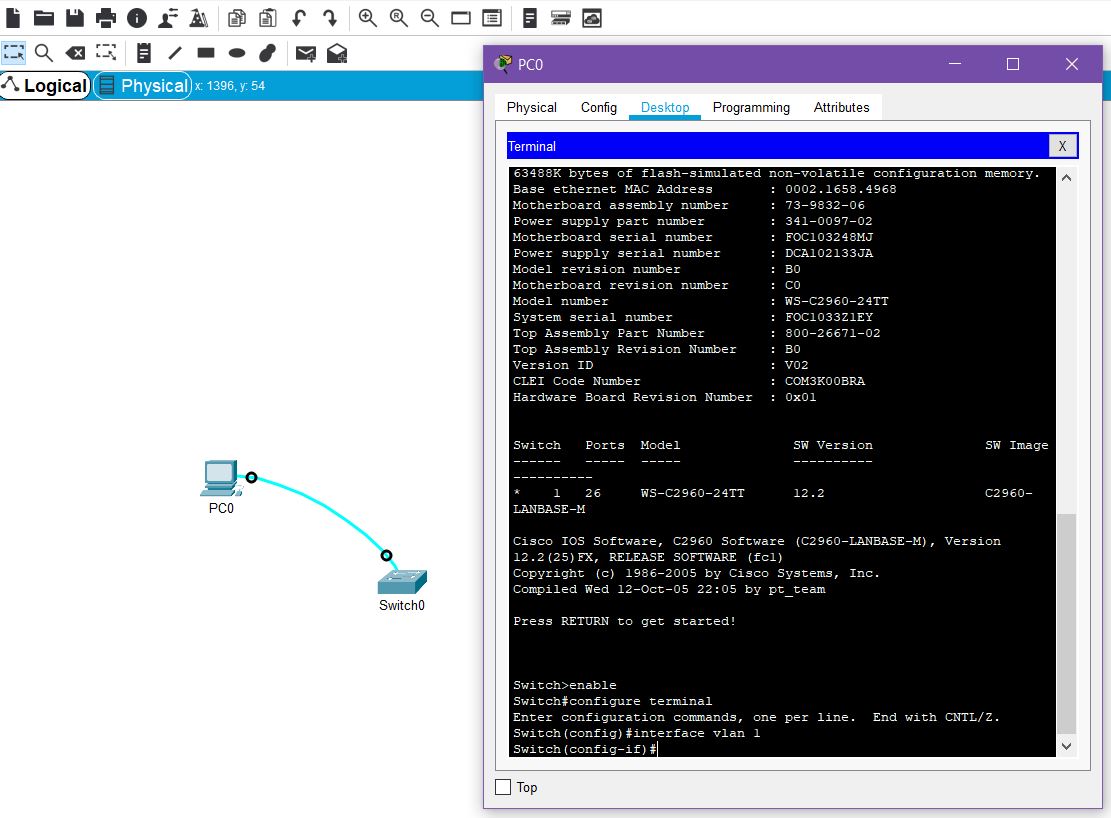 Logical
Physical
x: 1396, y: 54
PC0
Switch0
PC0
Physical Config Desktop Programming Attributes
Terminal
X
63488K bytes of flash-simulated non-volatile configuration memory.
Base ethernet MAC Address : 0002.1658.4968
Motherboard assembly number : 73-9832-06
Power supply part number : 341-0097-02
Motherboard serial number : FOC103248MJ
Power supply serial number : DCA102133JA
Model revision number : B0
Motherboard revision number : C0
Model number : WS-C2960-24TT
System serial number : FOC1033Z1EY
Top Assembly Part Number : 800-26671-02
Top Assembly Revision Number : B0
Version ID : V02
CLEI Code Number : COM3K00BRA
Hardware Board Revision Number : 0x01
Switch Ports Model SW Version SW Image
------ ----- ----- ----------
----------
* 1 26 WS-C2960-24TT 12.2 C2960-
LANBASE-M
Cisco IOS Software, C2960 Software (C2960-LANBASE-M), Version
12.2(25)FX, RELEASE SOFTWARE (fc1)
Copyright (c) 1986-2005 by Cisco Systems, Inc.
Compiled Wed 12-Oct-05 22:05 by pt_team
Press RETURN to get started!
Switch>enable
Switch#configure terminal
Enter configuration commands, one per line. End with CNTL/Z.
Switch(config)#interface vlan 1
Switch(config-if)#
Top